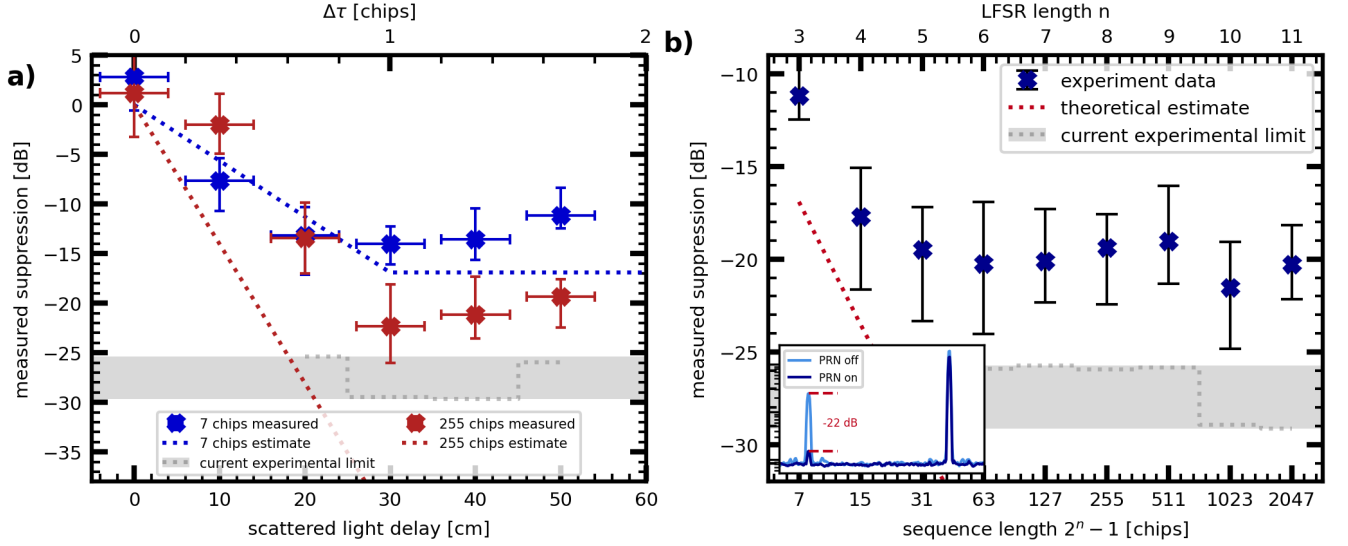 Δτ [chips]
0 1 2
a)
measured suppression [dB]
5
0
−5
−10
−15
−20
−25
−30
−35
7 chips measured
7 chips estimate
current experimental limit
255 chips measured
255 chips estimate
0 10 20 30 40 50 60
scattered light delay [cm]
LFSR length n
3 4 5 6 7 8 9 10 11
b)
measured suppression [dB]
−10
−15
−20
−25
−30
experiment data
theoretical estimate
current experimental limit
PRN off
PRN on
-22 dB
7 15 31 63 127 255 511 1023 2047
sequence length 2ⁿ − 1 [chips]